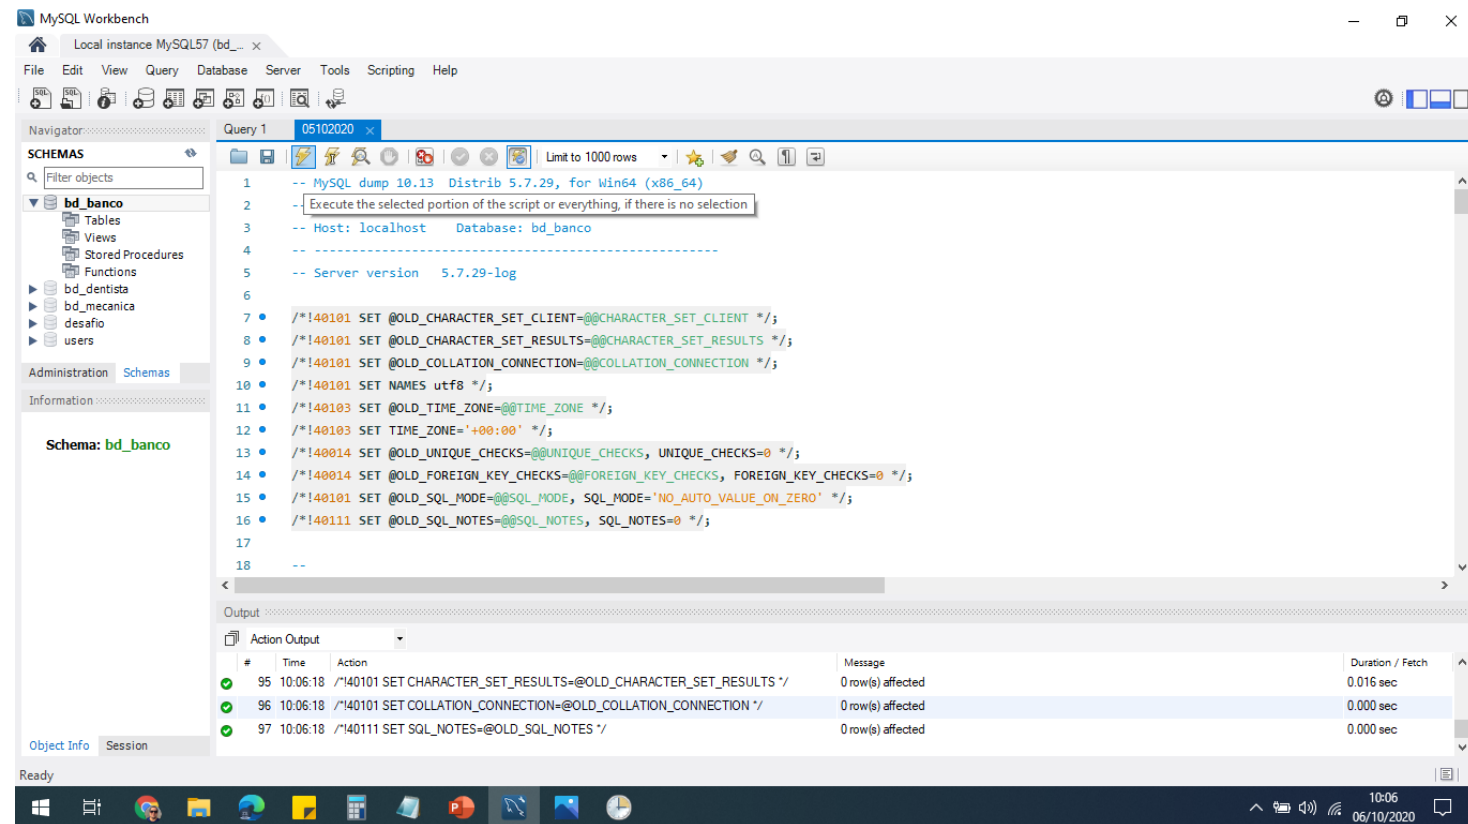 MySQL Workbench
Local instance MySQL57 (bd_...
File Edit View Query Database Server Tools Scripting Help
Navigator
SCHEMAS
Filter objects
bd_banco
Tables
Views
Stored Procedures
Functions
bd_dentista
bd_mecanica
desafio
users
Administration Schemas
Information
Schema: bd_banco
Object Info Session
Query 1 05102020
Limit to 1000 rows
1 -- MySQL dump 10.13 Distrib 5.7.29, for Win64 (x86_64)
2 --
Execute the selected portion of the script or everything, if there is no selection
3 -- Host: localhost Database: bd_banco
4 -- ------------------------------------------------------
5 -- Server version 5.7.29-log
6
7 /*!40101 SET @OLD_CHARACTER_SET_CLIENT=@@CHARACTER_SET_CLIENT */;
8 /*!40101 SET @OLD_CHARACTER_SET_RESULTS=@@CHARACTER_SET_RESULTS */;
9 /*!40101 SET @OLD_COLLATION_CONNECTION=@@COLLATION_CONNECTION */;
10 /*!40101 SET NAMES utf8 */;
11 /*!40103 SET @OLD_TIME_ZONE=@@TIME_ZONE */;
12 /*!40103 SET TIME_ZONE='+00:00' */;
13 /*!40014 SET @OLD_UNIQUE_CHECKS=@@UNIQUE_CHECKS, UNIQUE_CHECKS=0 */;
14 /*!40014 SET @OLD_FOREIGN_KEY_CHECKS=@@FOREIGN_KEY_CHECKS, FOREIGN_KEY_CHECKS=0 */;
15 /*!40101 SET @OLD_SQL_MODE=@@SQL_MODE, SQL_MODE='NO_AUTO_VALUE_ON_ZERO' */;
16 /*!40111 SET @OLD_SQL_NOTES=@@SQL_NOTES, SQL_NOTES=0 */;
17
18 --
Output
Action Output
# Time Action Message Duration / Fetch
95 10:06:18 /*!40101 SET CHARACTER_SET_RESULTS=@OLD_CHARACTER_SET_RESULTS */ 0 row(s) affected 0.016 sec
96 10:06:18 /*!40101 SET COLLATION_CONNECTION=@OLD_COLLATION_CONNECTION */ 0 row(s) affected 0.000 sec
97 10:06:18 /*!40111 SET SQL_NOTES=@OLD_SQL_NOTES */ 0 row(s) affected 0.000 sec
Ready
10:06
06/10/2020